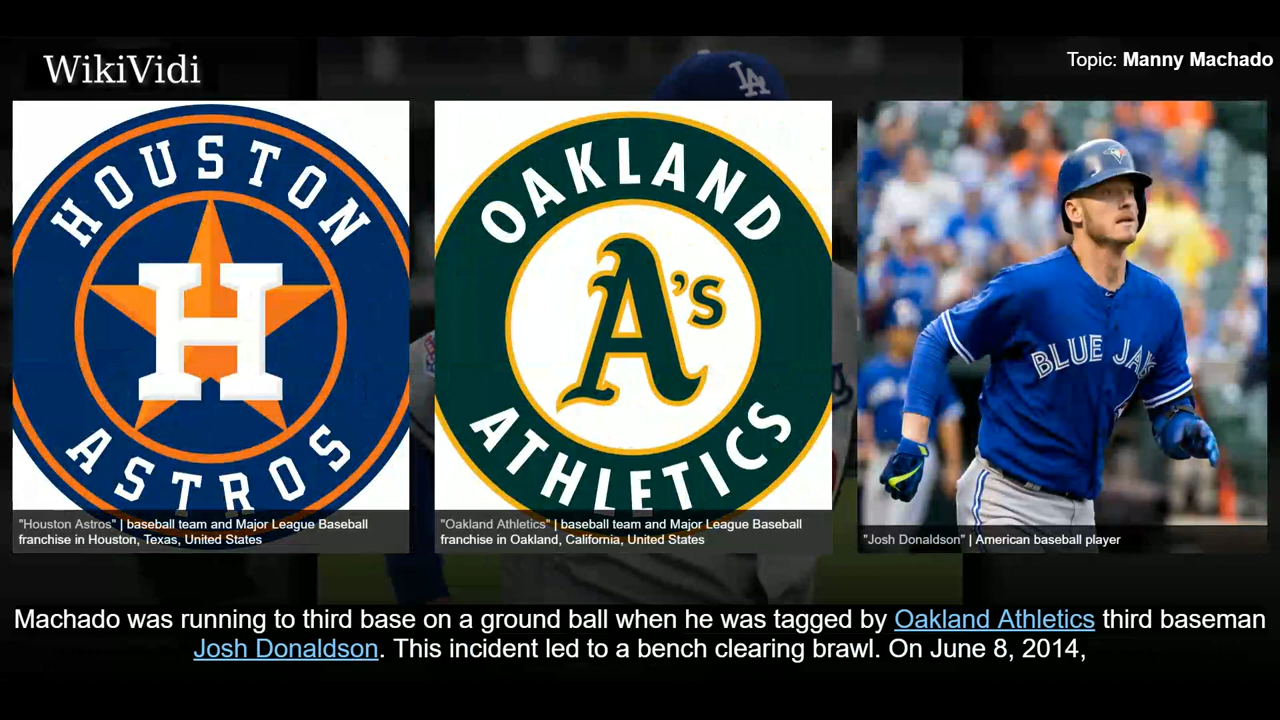 WikiVidi
Topic: Manny Machado
LA
HOUSTON
H
ASTROS
OAKLAND
A's
ATHLETICS
BLUE JA
"Houston Astros" | baseball team and Major League Baseball
franchise in Houston, Texas, United States
"Oakland Athletics" | baseball team and Major League Baseball
franchise in Oakland, California, United States
"Josh Donaldson" | American baseball player
Machado was running to third base on a ground ball when he was tagged by Oakland Athletics third baseman
Josh Donaldson. This incident led to a bench clearing brawl. On June 8, 2014,